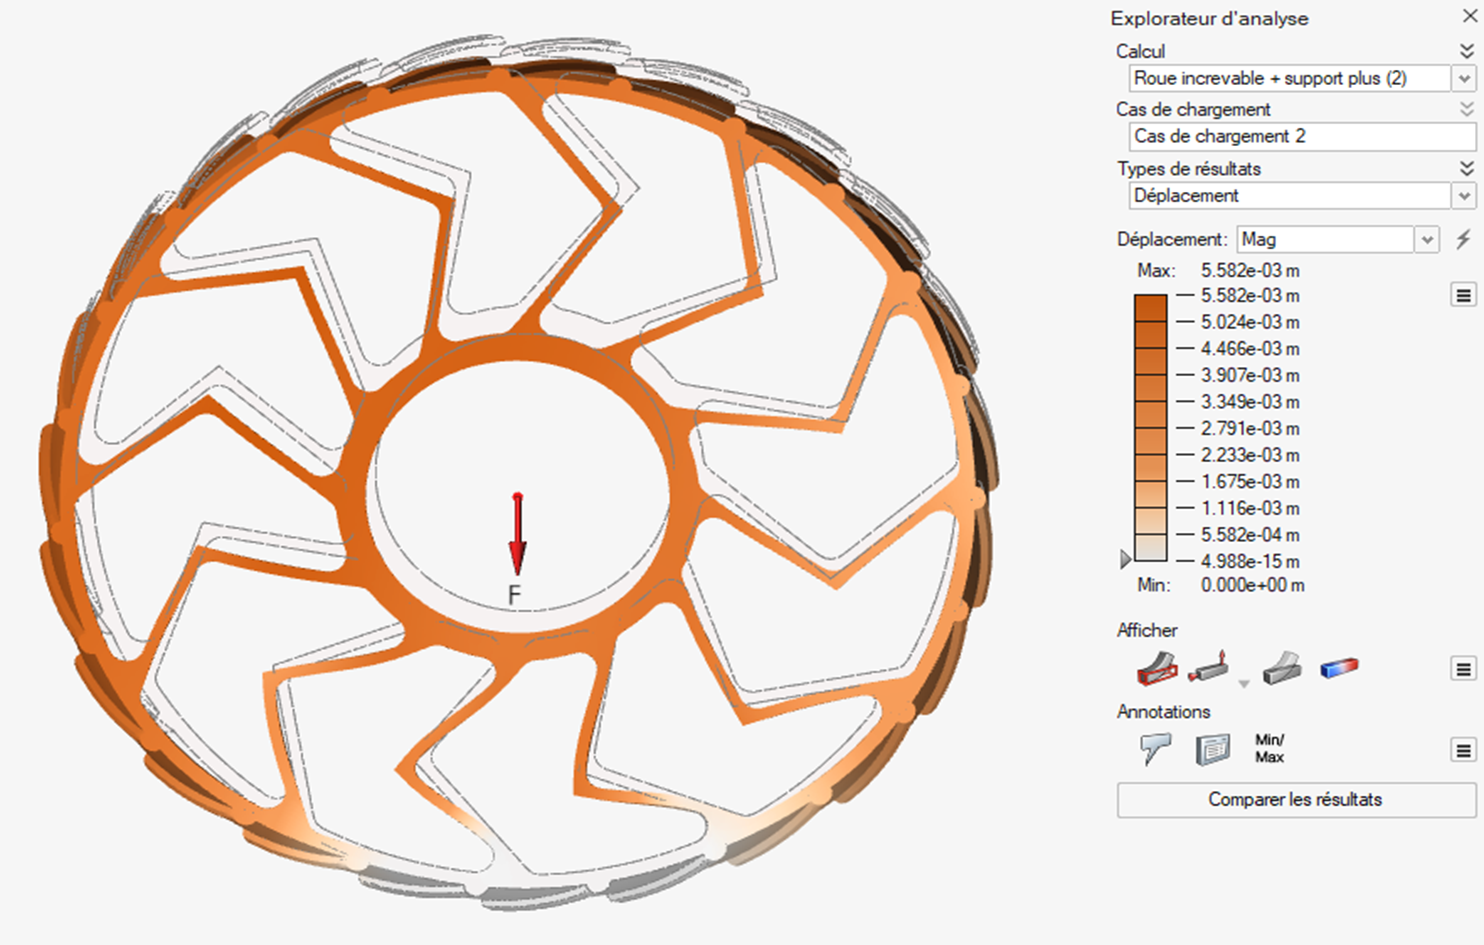 Explorateur d'analyse
Calcul
Roue increvable + support plus (2)
Cas de chargement
Cas de chargement 2
Types de résultats
Déplacement
Déplacement: Mag
Max: 5.582e-03 m
5.582e-03 m
5.024e-03 m
4.466e-03 m
3.907e-03 m
3.349e-03 m
2.791e-03 m
2.233e-03 m
1.675e-03 m
1.116e-03 m
5.582e-04 m
4.988e-15 m
Min: 0.000e+00 m
F
Afficher
Annotations
Min/
Max
Comparer les résultats